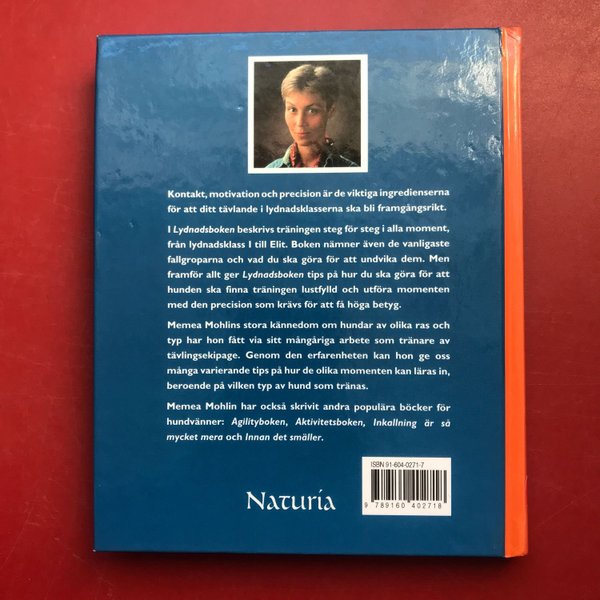 Kontakt, motivation och precision är de viktiga ingredienserna
för att ditt tävlande i lydnadsklasserna ska bli framgångsrikt.
I Lydnadsboken beskrivs träningen steg för steg i alla moment,
från lydnadsklass I till Elit. Boken nämner även de vanligaste
fallgroparna och vad du ska göra för att undvika dem. Men
framför allt ger Lydnadsboken tips på hur du ska göra för att
hunden ska finna träningen lustfylld och utföra momenten
med den precision som krävs för att få höga betyg.
Memea Mohlins stora kännedom om hundar av olika ras och
typ har hon fått via sitt mångåriga arbete som tränare av
tävlingsekipage. Genom den erfarenheten kan hon ge oss
många varierande tips på hur de olika momenten kan läras in,
beroende på vilken typ av hund som tränas.
Memea Mohlin har också skrivit andra populära böcker för
hundvänner: Agilityboken, Aktivitetsboken, Inkallning är så
mycket mera och Innan det smäller.
ISBN 91-604-0271-7
9 789160 402718
Naturia